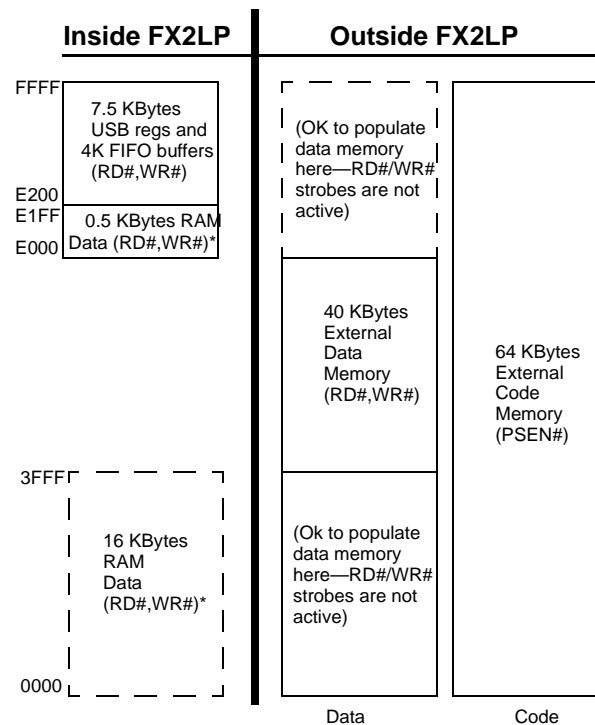 Inside FX2LP
Outside FX2LP
FFFF
7.5 KBytes
USB regs and
4K FIFO buffers
(RD#,WR#)
E200
E1FF
0.5 KBytes RAM
E000
Data (RD#,WR#)*
(OK to populate
data memory
here—RD#/WR#
strobes are not
active)
40 KBytes
External
Data
Memory
(RD#,WR#)
64 KBytes
External
Code
Memory
(PSEN#)
3FFF
16 KBytes
RAM
Data
(RD#,WR#)*
(Ok to populate
data memory
here—RD#/WR#
strobes are not
active)
0000
Data
Code